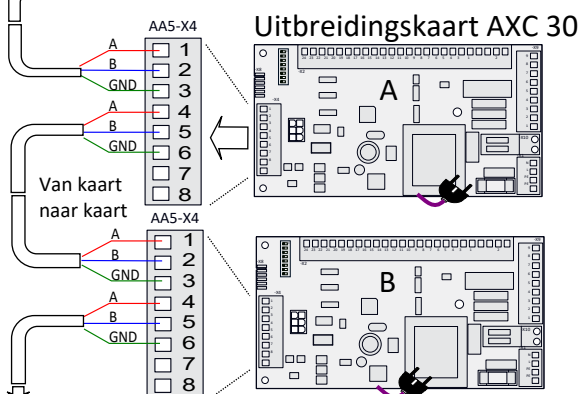 Uitbreidingskaart AXC 30
AA5-X4
A
1
B
2
GND
3
A
4
B
5
GND
6
7
8
A
Van kaart
naar kaart
AA5-X4
A
1
B
2
GND
3
A
4
B
5
GND
6
7
8
B